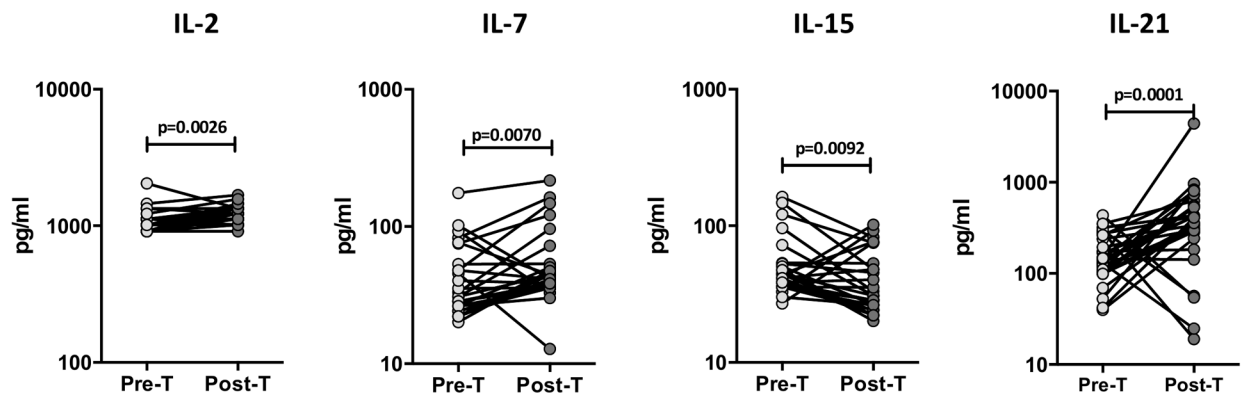 IL-2
pg/ml
10000
1000
100
p=0.0026
Pre-T
Post-T
IL-7
pg/ml
1000
100
10
p=0.0070
Pre-T
Post-T
IL-15
pg/ml
1000
100
10
p=0.0092
Pre-T
Post-T
IL-21
pg/ml
10000
1000
100
10
p=0.0001
Pre-T
Post-T